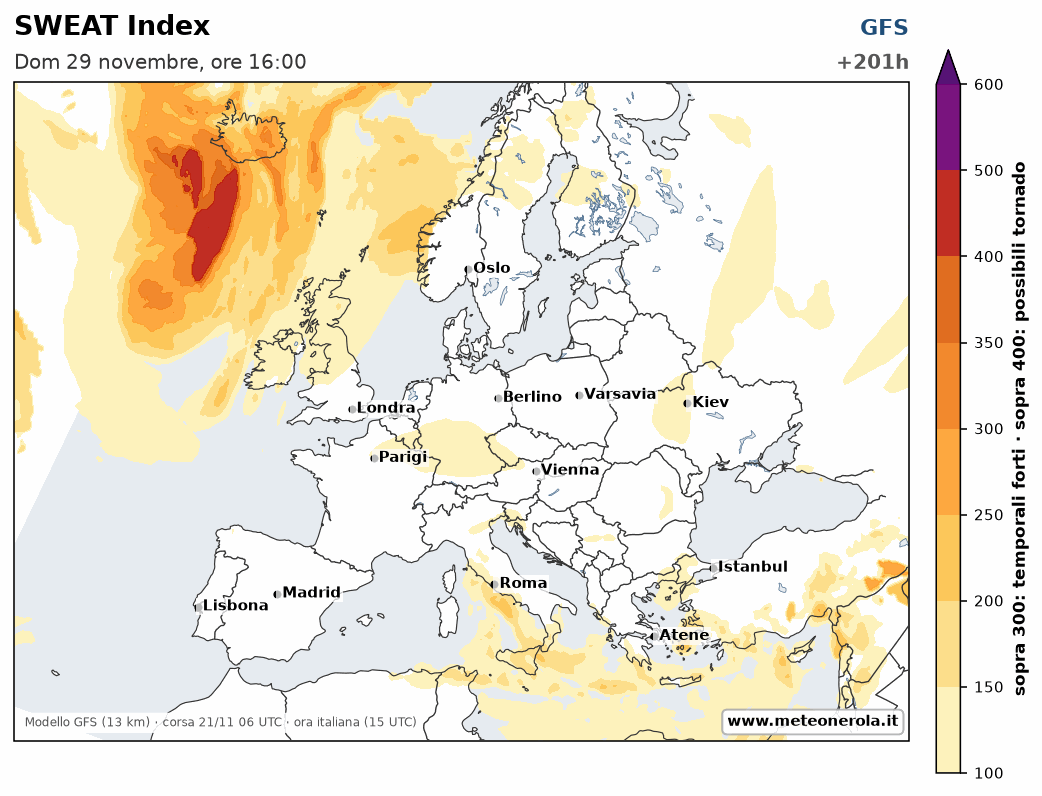 SWEAT Index
GFS
Dom 29 novembre, ore 16:00
+201h
600
500
400
350
300
250
200
150
100
sopra 300: temporali forti · sopra 400: possibili tornado
Oslo
Berlino
Varsavia
Kiev
Londra
Parigi
Vienna
Istanbul
Roma
Madrid
Lisbona
Atene
Modello GFS (13 km) · corsa 21/11 06 UTC · ora italiana (15 UTC)
www.meteonerola.it